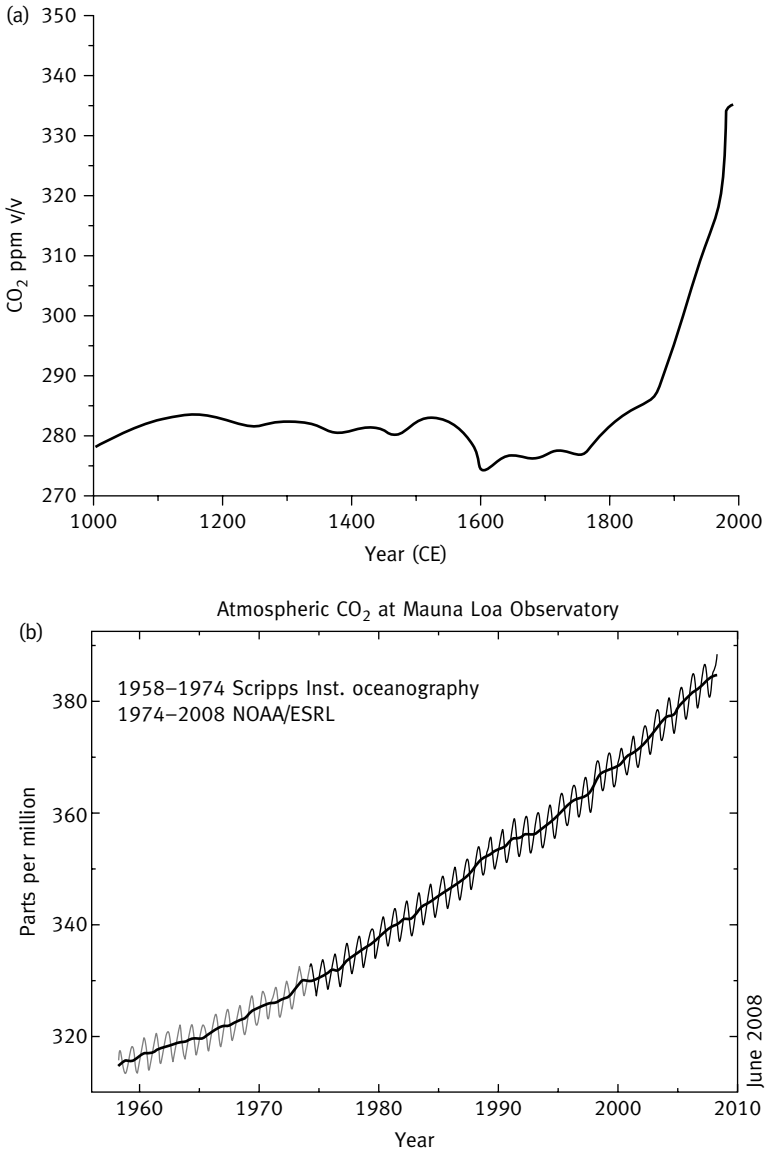 (a)
350
340
330
320
310
300
290
280
270
CO2 ppm v/v
1000 1200 1400 1600 1800 2000
Year (CE)
Atmospheric CO2 at Mauna Loa Observatory
(b)
1958–1974 Scripps Inst. oceanography
1974–2008 NOAA/ESRL
380
360
340
320
Parts per million
June 2008
1960 1970 1980 1990 2000 2010
Year